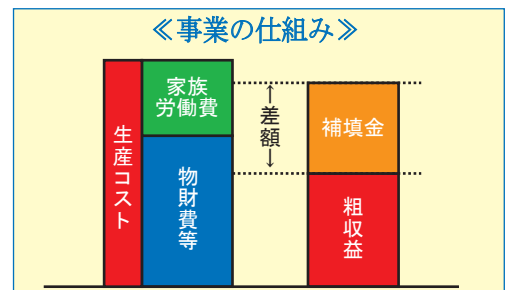 ≪事業の仕組み≫
生産コスト
家族
労働費
物財費等
↑差額↓
補填金
粗収益